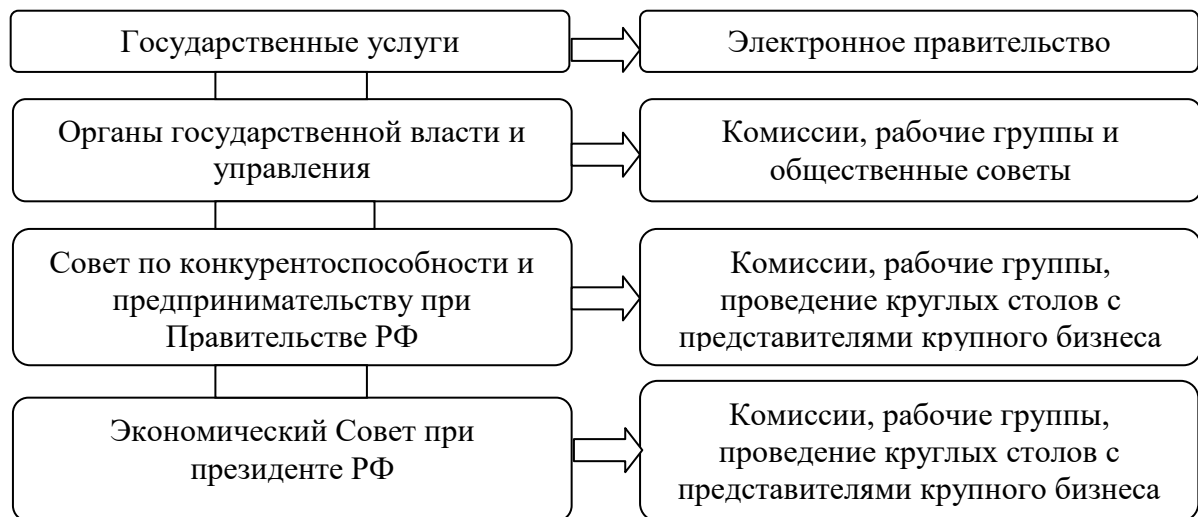 Государственные услуги
Электронное правительство
Органы государственной власти и
управления
Комиссии, рабочие группы и
общественные советы
Совет по конкурентоспособности и
предпринимательству при
Правительстве РФ
Комиссии, рабочие группы,
проведение круглых столов с
представителями крупного бизнеса
Экономический Совет при
президенте РФ
Комиссии, рабочие группы,
проведение круглых столов с
представителями крупного бизнеса